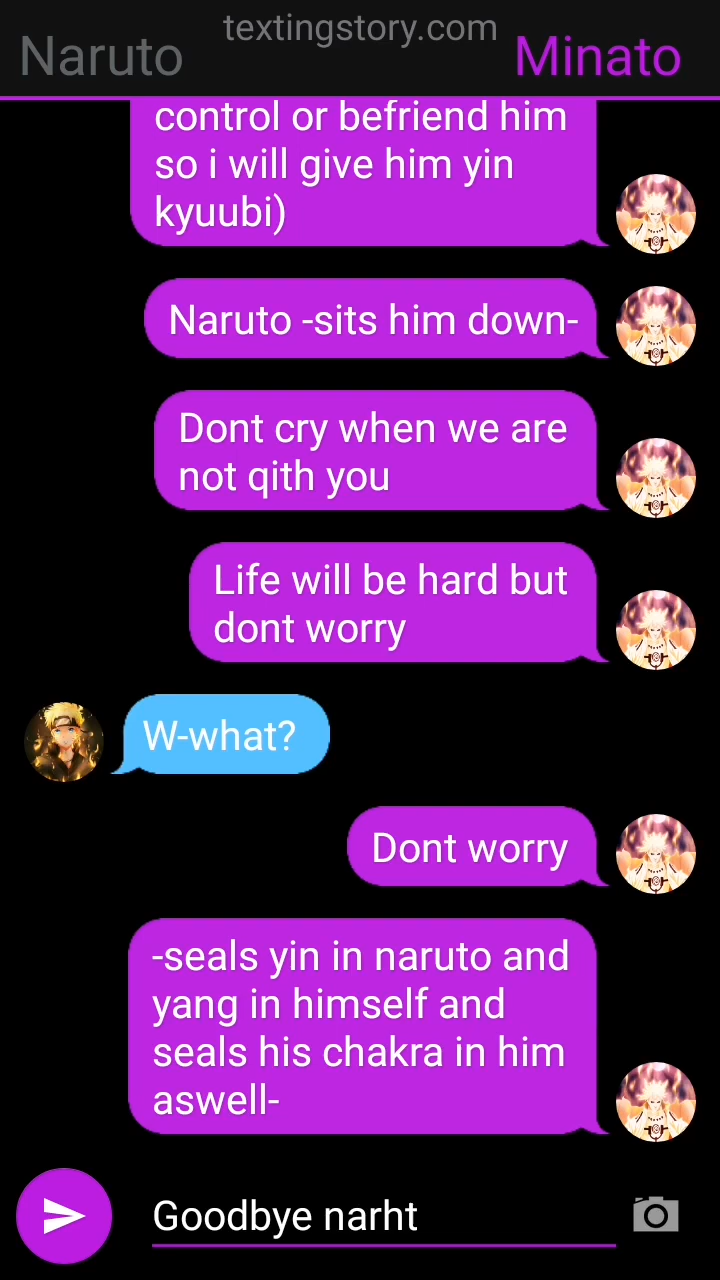 textingstory.com
Naruto
Minato
control or befriend him
so i will give him yin
kyuubi)
Naruto -sits him down-
Dont cry when we are
not qith you
Life will be hard but
dont worry
W-what?
Dont worry
-seals yin in naruto and
yang in himself and
seals his chakra in him
aswell-
Goodbye narht